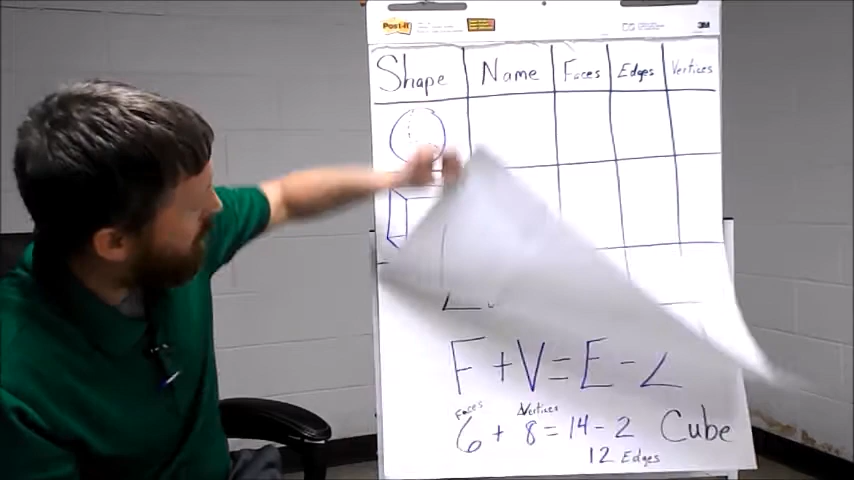 Post-it
3M
Shape Name Faces Edges Vertices
F + V = E - 2
Faces Vertices
6 + 8 = 14 - 2 Cube
12 Edges